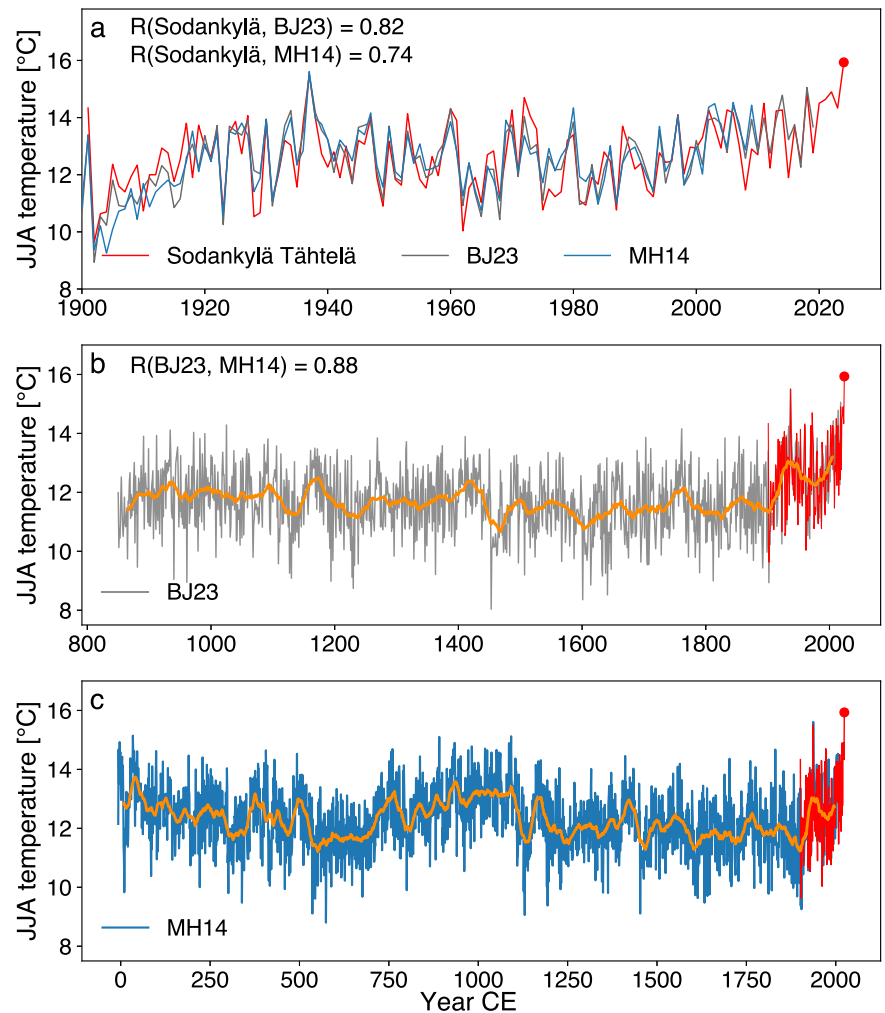 a
R(Sodankylä, BJ23) = 0.82
R(Sodankylä, MH14) = 0.74
JJA temperature [°C]
16
14
12
10
8
Sodankylä Tähtelä
BJ23
MH14
1900
1920
1940
1960
1980
2000
2020
b
R(BJ23, MH14) = 0.88
JJA temperature [°C]
16
14
12
10
8
BJ23
800
1000
1200
1400
1600
1800
2000
c
JJA temperature [°C]
16
14
12
10
8
MH14
0
250
500
750
1000
1250
1500
1750
2000
Year CE